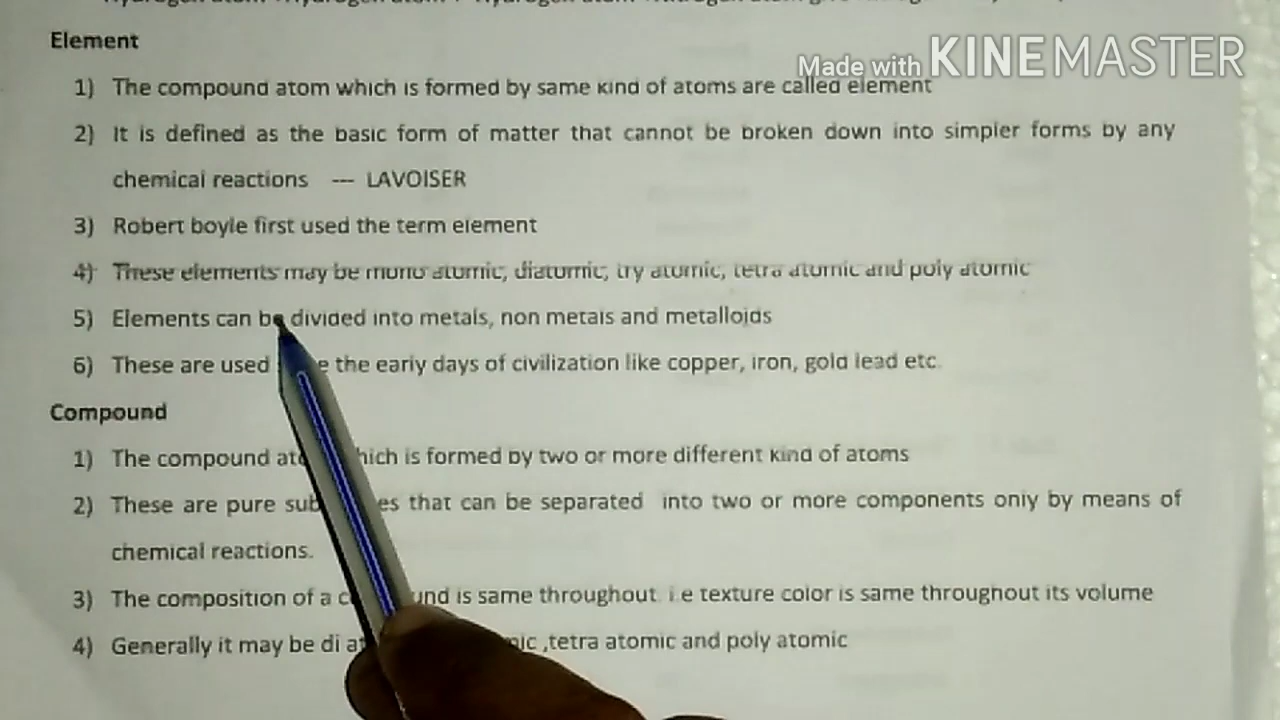 Element
Made with KINEMASTER
1) The compound atom which is formed by same kind of atoms are called element
2) It is defined as the basic form of matter that cannot be broken down into simpler forms by any
chemical reactions --- LAVOISER
3) Robert boyle first used the term element
4) These elements may be mono atomic, diatomic, try atomic, tetra atomic and poly atomic
5) Elements can be divided into metals, non metals and metalloids
6) These are used the early days of civilization like copper, iron, gold lead etc.
Compound
1) The compound which is formed by two or more different kind of atoms
2) These are pure that can be separated into two or more components only by means of
chemical reactions.
3) The composition of a is same throughout. i.e texture color is same throughout its volume
4) Generally it may be di ,tetra atomic and poly atomic